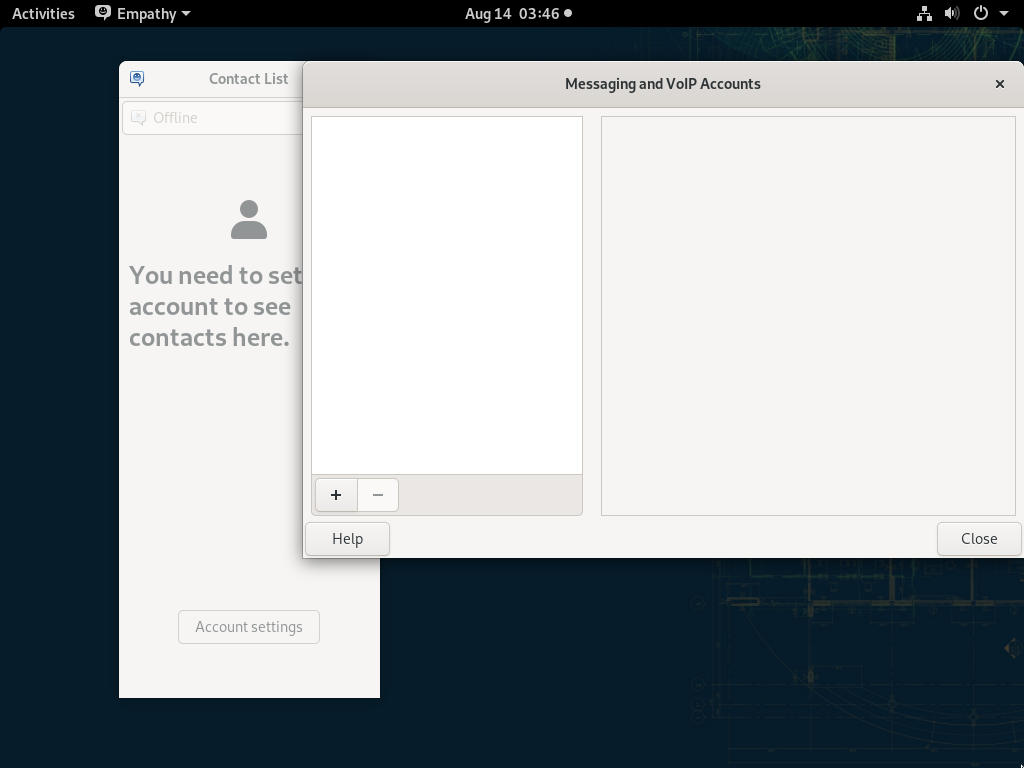 Activities
Empathy
Aug 14 03:46
Contact List
Offline
You need to set
account to see
contacts here.
Account settings
Messaging and VoIP Accounts
Help
Close